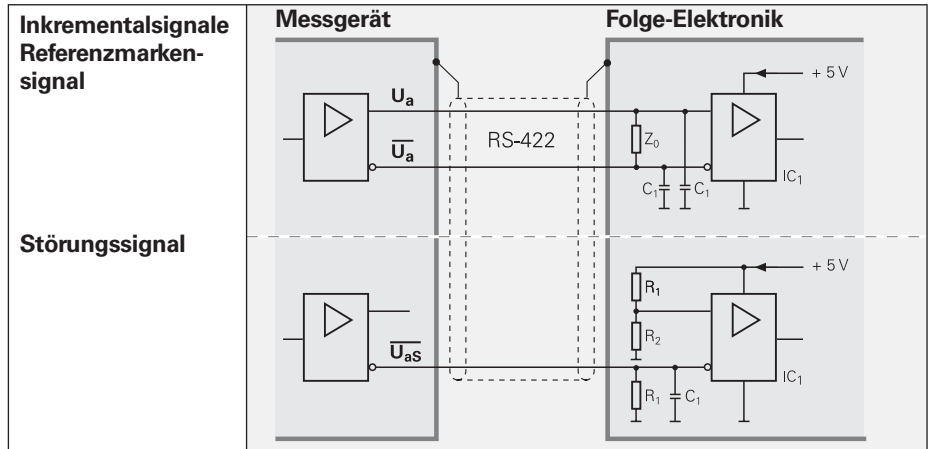 Inkrementalsignale
Referenzmarken-
signal
Messgerät
Folge-Elektronik
+ 5 V
Ua
RS-422
Z0
Ua
C1
C1
IC1
Störungssignal
+ 5 V
R1
R2
UaS
IC1
R1
C1